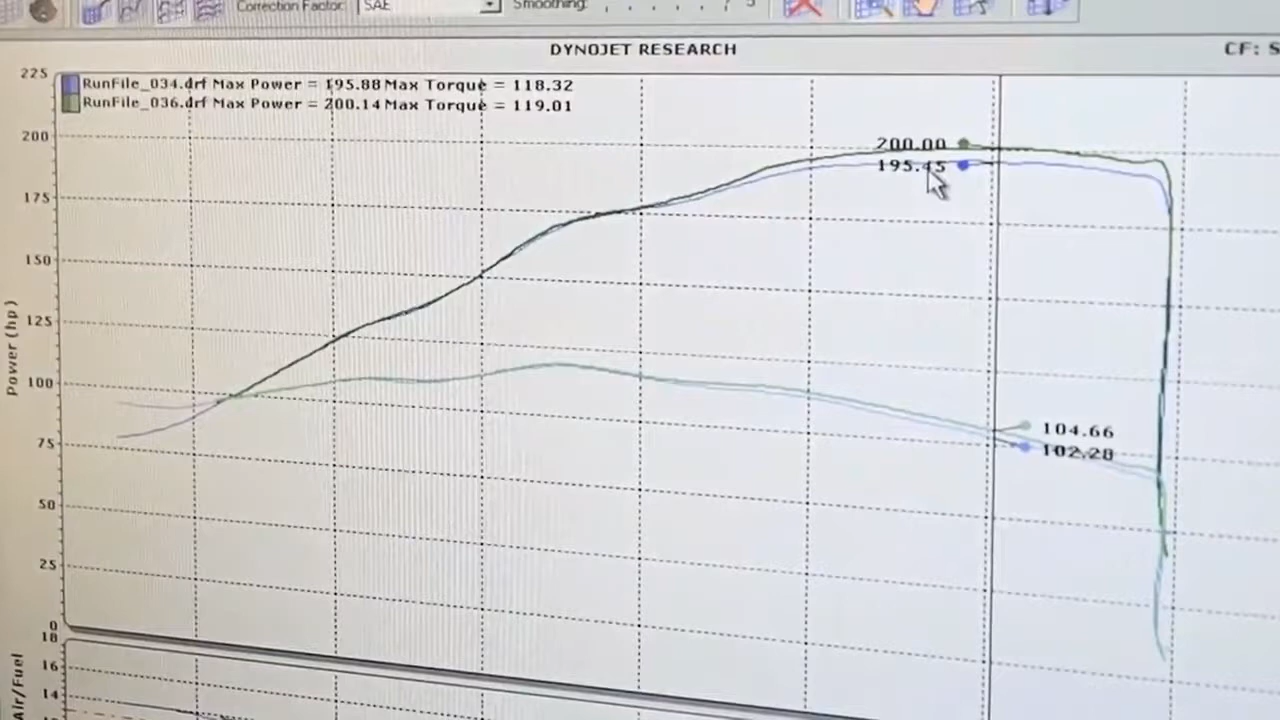 Correction Factor: SAE Smoothing: 5
DYNOJET RESEARCH
CF: S
RunFile_034.drf Max Power = 195.88 Max Torque = 118.32
RunFile_036.drf Max Power = 200.14 Max Torque = 119.01
225
200
175
150
125
100
75
50
25
0
Power (hp)
200.00
195.45
104.66
102.28
18
16
14
Air/Fuel